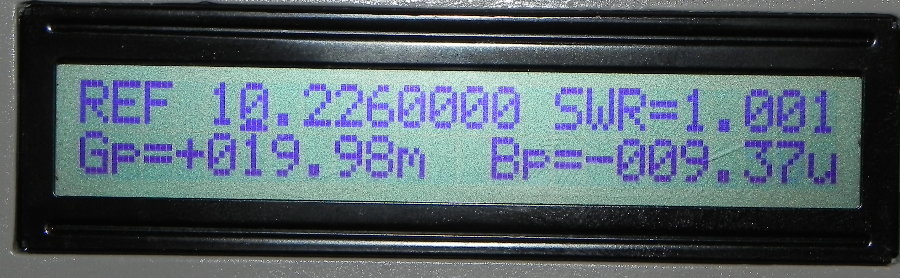 REF 10.2260000 SWR=1.001
Gp=+019.98m Bp=-009.37u